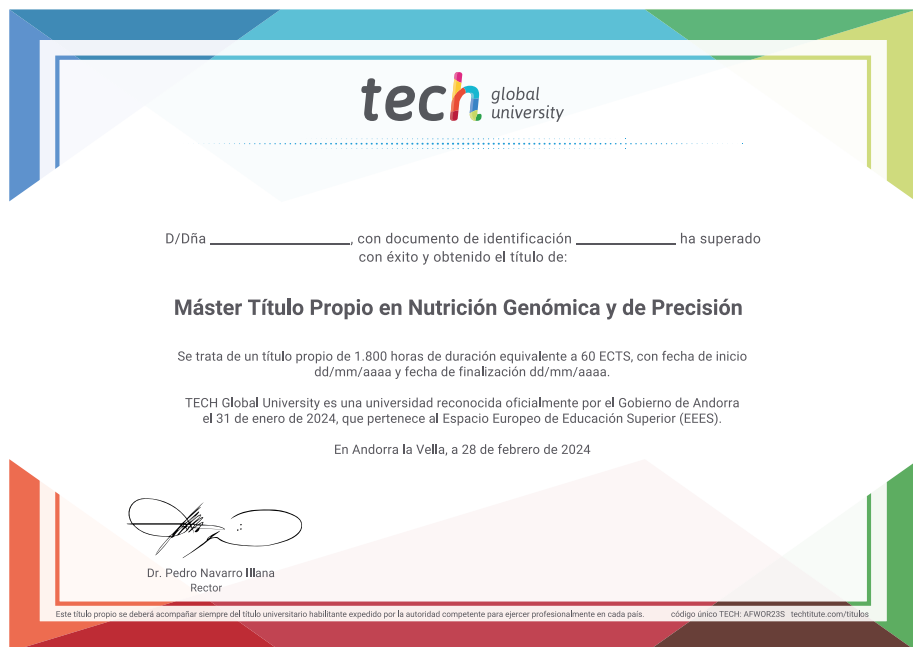 tech global university
D/Dña ________________, con documento de identificación ____________ ha superado
con éxito y obtenido el título de:
Máster Título Propio en Nutrición Genómica y de Precisión
Se trata de un título propio de 1.800 horas de duración equivalente a 60 ECTS, con fecha de inicio
dd/mm/aaaa y fecha de finalización dd/mm/aaaa.
TECH Global University es una universidad reconocida oficialmente por el Gobierno de Andorra
el 31 de enero de 2024, que pertenece al Espacio Europeo de Educación Superior (EEES).
En Andorra la Vella, a 28 de febrero de 2024
Dr. Pedro Navarro Illana
Rector
Este título propio se deberá acompañar siempre del título universitario habilitante expedido por la autoridad competente para ejercer profesionalmente en cada país. código único TECH: AFWOR23S techtitute.com/titulos